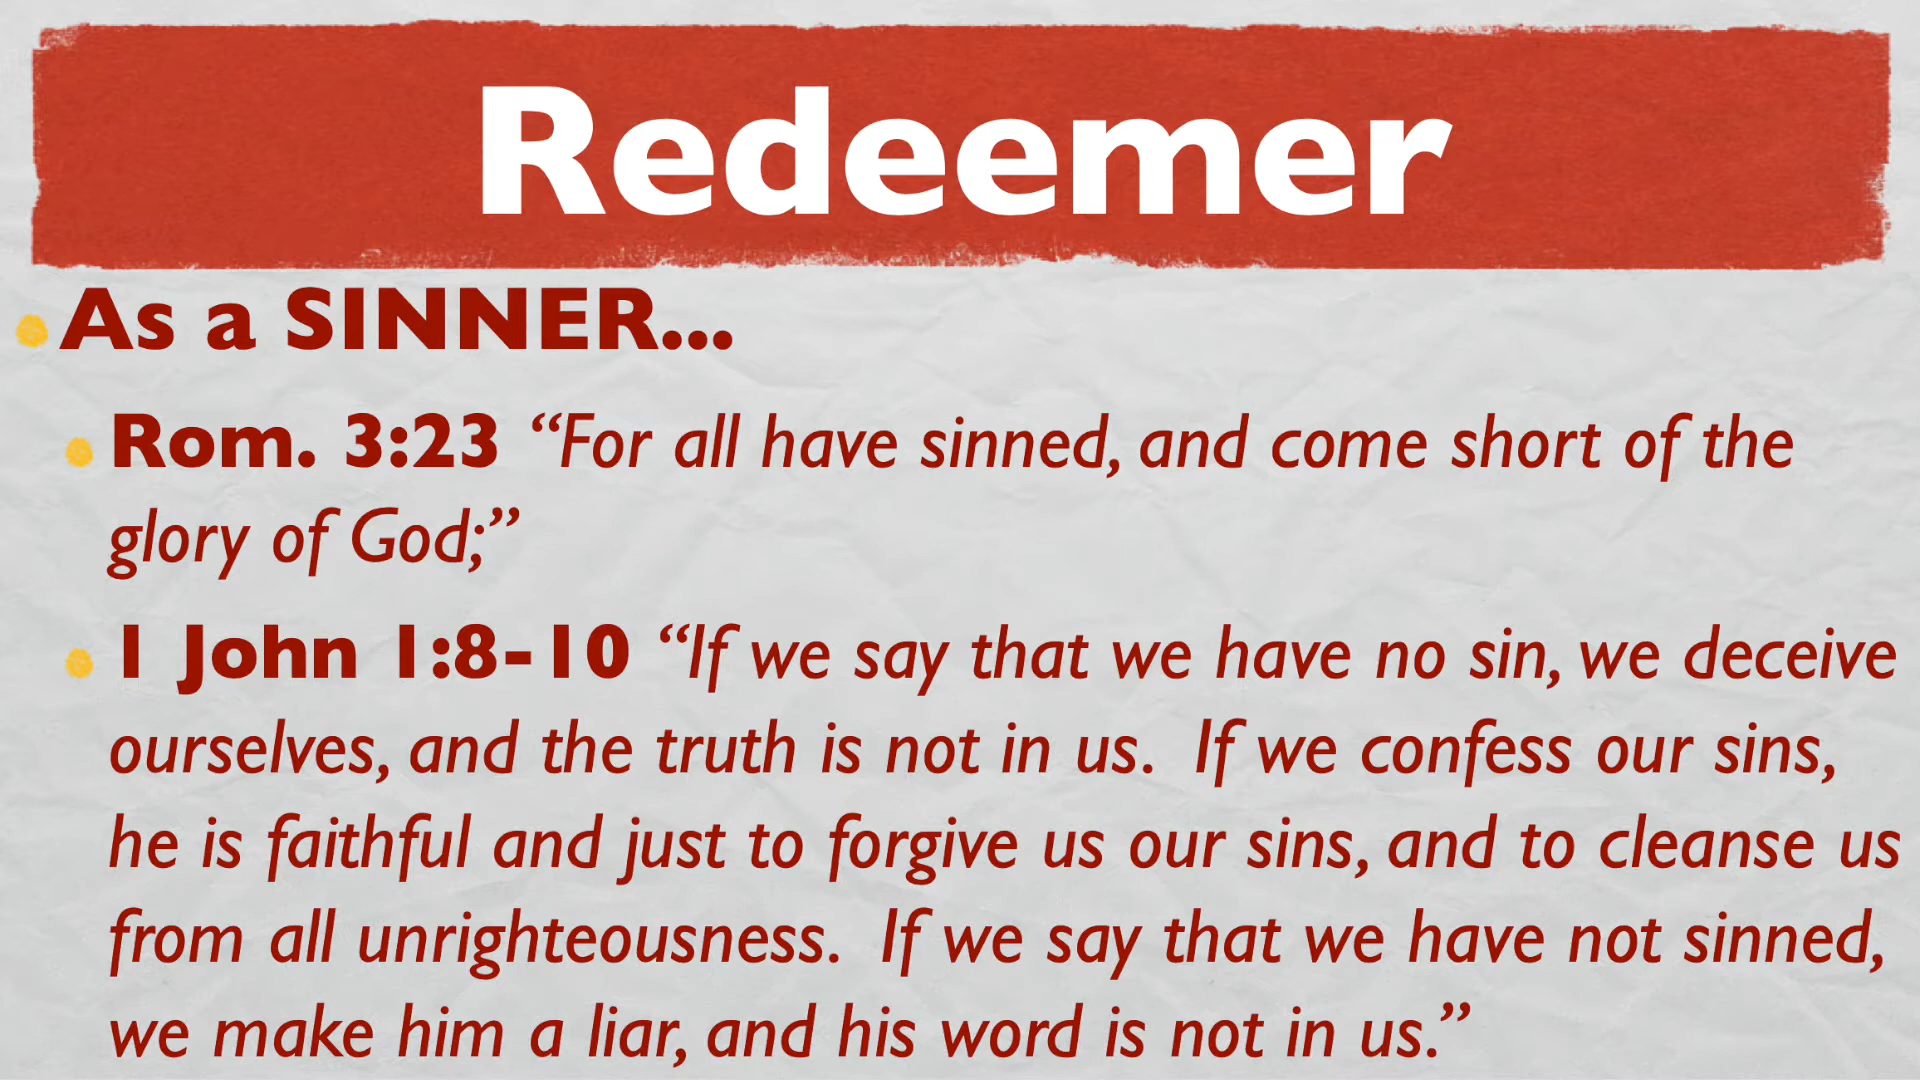 Redeemer
As a SINNER...
Rom. 3:23 “For all have sinned, and come short of the
glory of God;”
1 John 1:8-10 “If we say that we have no sin, we deceive
ourselves, and the truth is not in us.  If we confess our sins,
he is faithful and just to forgive us our sins, and to cleanse us
from all unrighteousness.  If we say that we have not sinned,
we make him a liar, and his word is not in us.”